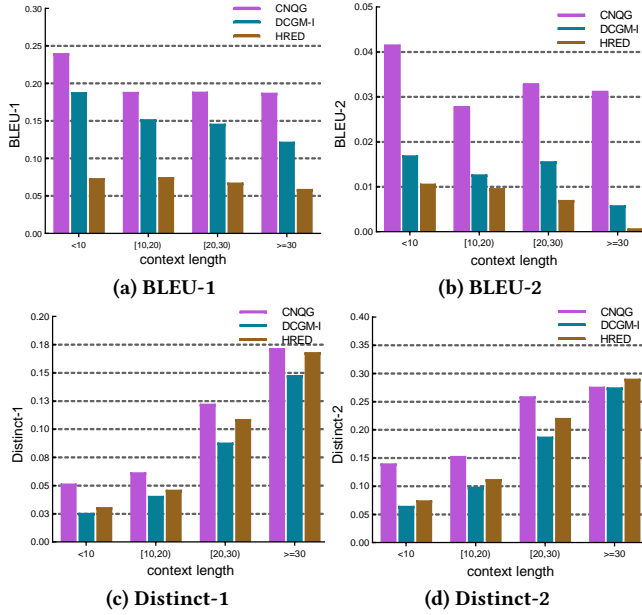 CNQG
DCGM-I
HRED
0.30
0.25
0.20
0.15
0.10
0.05
0.00
BLEU-1
<10
[10,20)
[20,30)
>=30
context length
(a) BLEU-1
CNQG
DCGM-I
HRED
0.05
0.04
0.03
0.02
0.01
0.00
BLEU-2
<10
[10,20)
[20,30)
>=30
context length
(b) BLEU-2
CNQG
DCGM-I
HRED
0.20
0.18
0.15
0.13
0.10
0.08
0.05
0.03
0.00
Distinct-1
<10
[10,20)
[20,30)
>=30
context length
(c) Distinct-1
CNQG
DCGM-I
HRED
0.40
0.35
0.30
0.25
0.20
0.15
0.10
0.05
0.00
Distinct-2
<10
[10,20)
[20,30)
>=30
context length
(d) Distinct-2